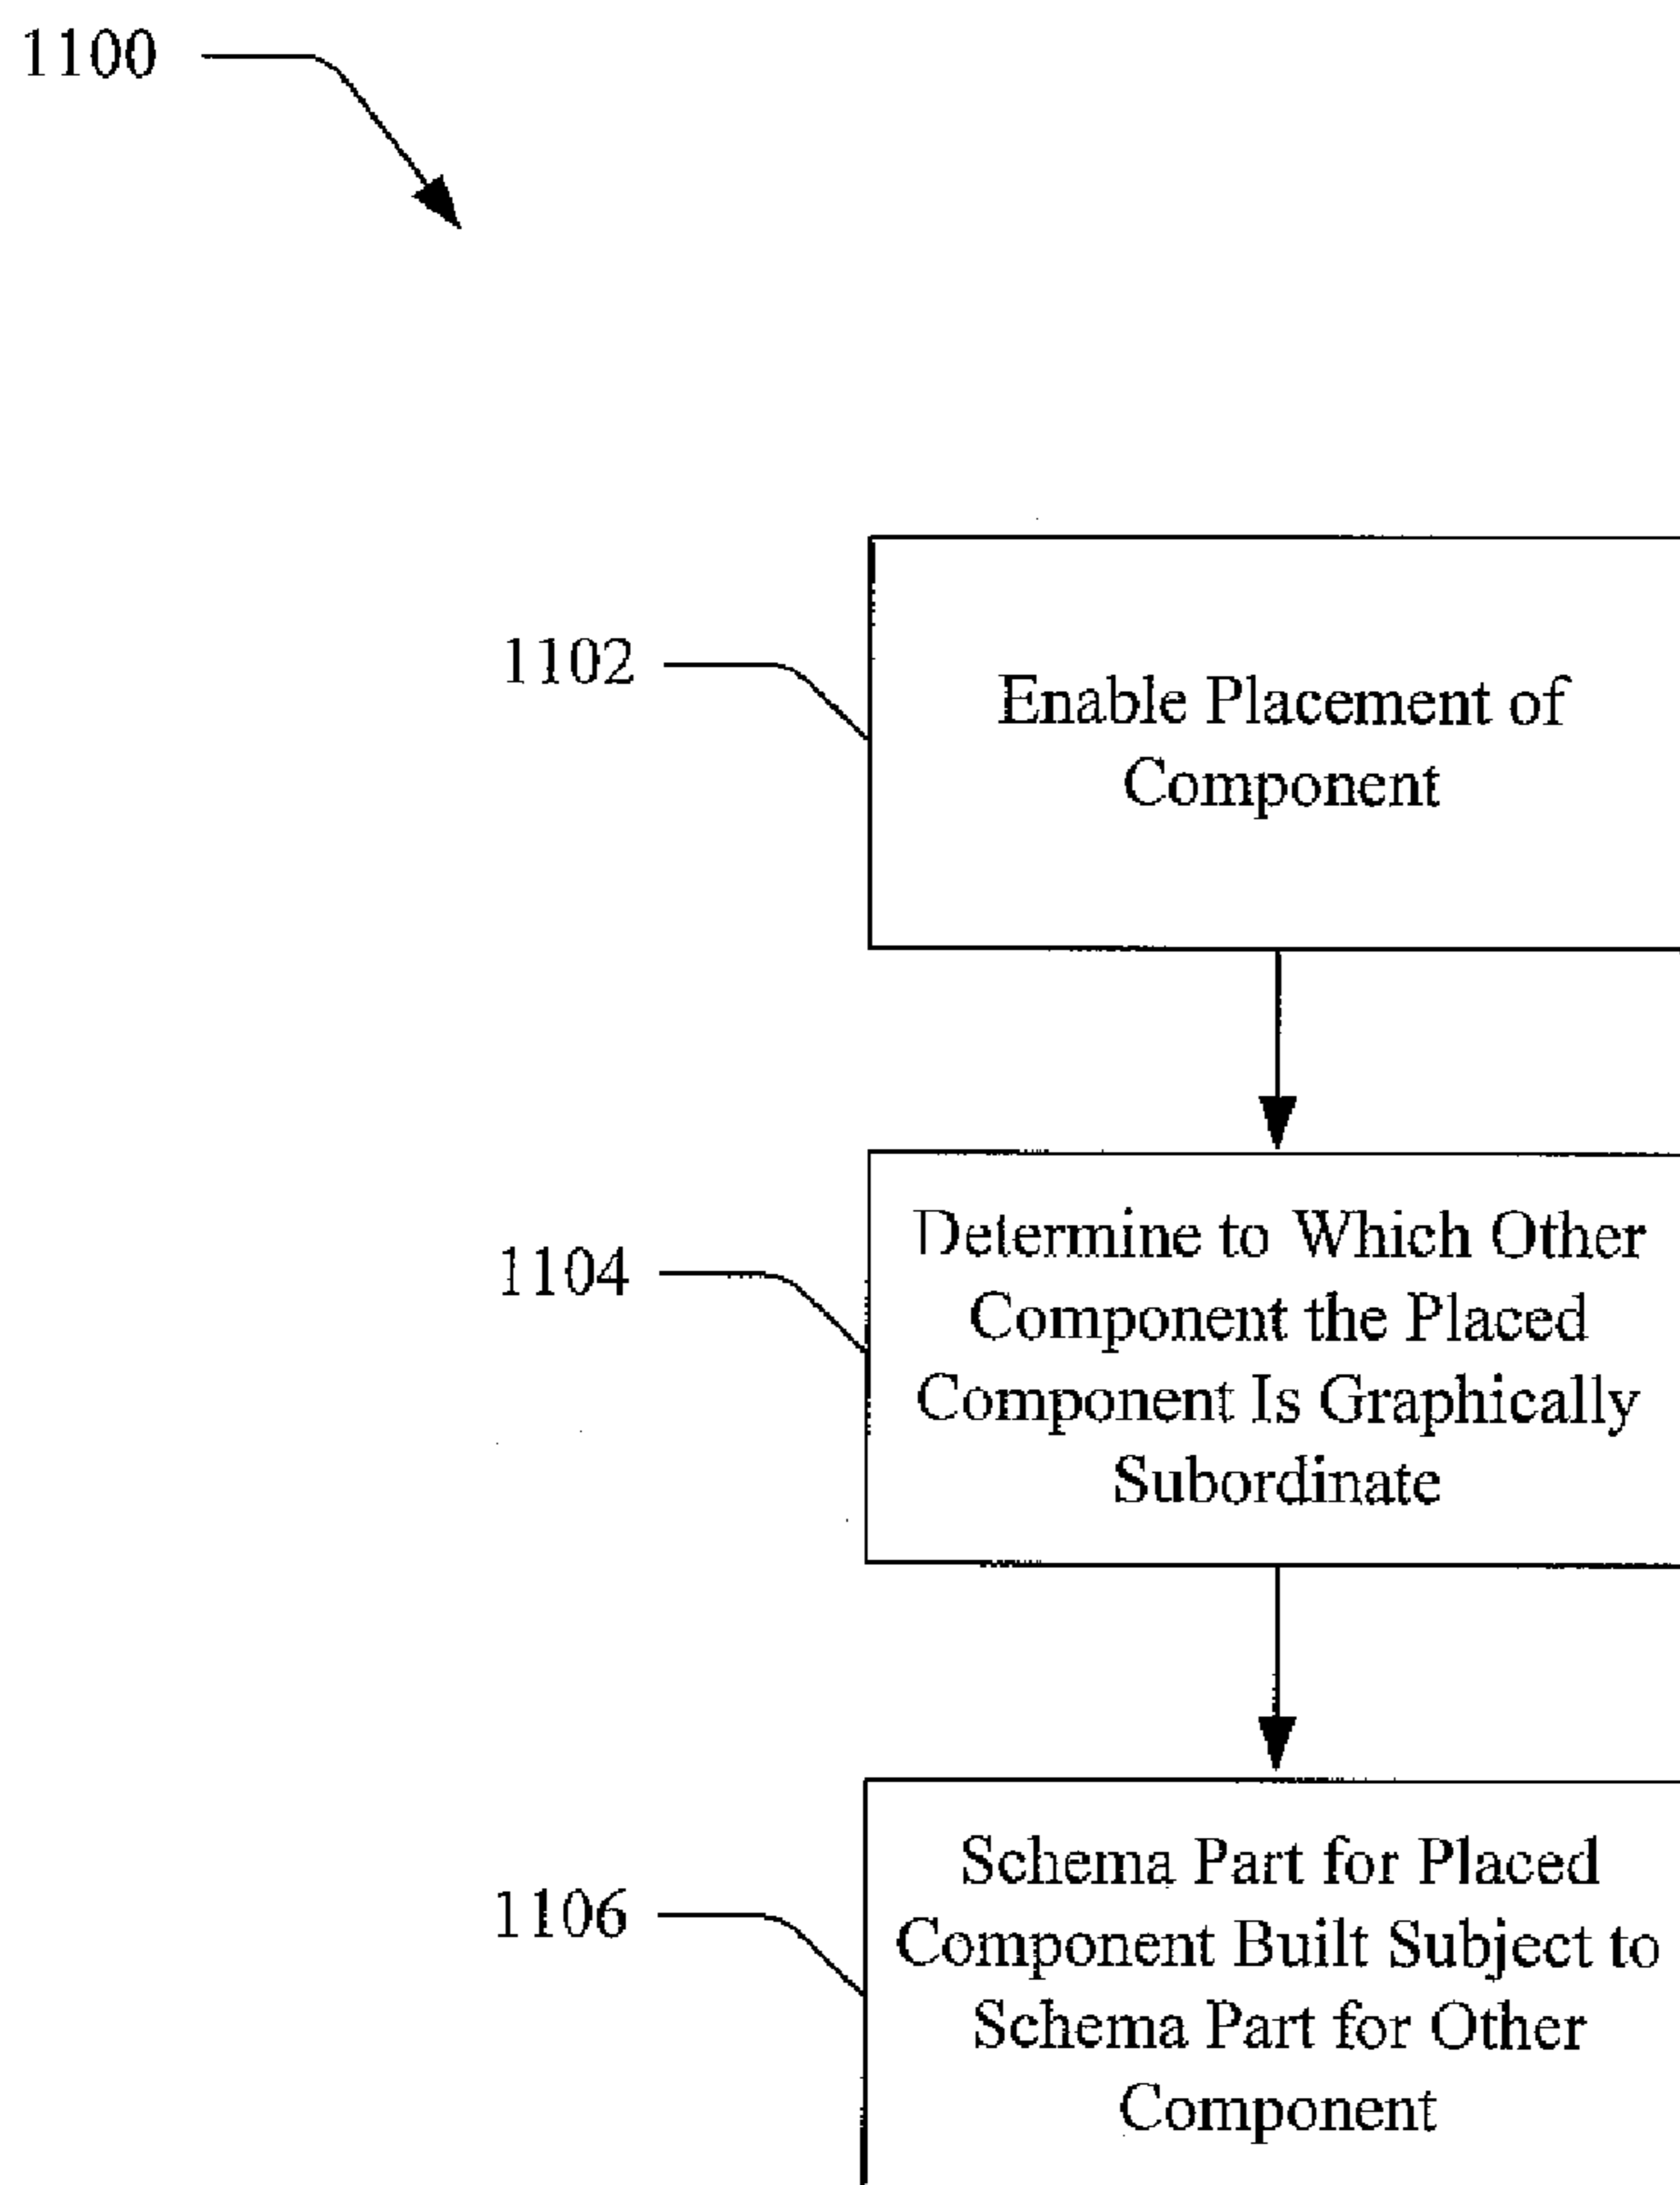 1100
1102
Enable Placement of
Component
1104
Determine to Which Other
Component the Placed
Component Is Graphically
Subordinate
1106
Schema Part for Placed
Component Built Subject to
Schema Part for Other
Component